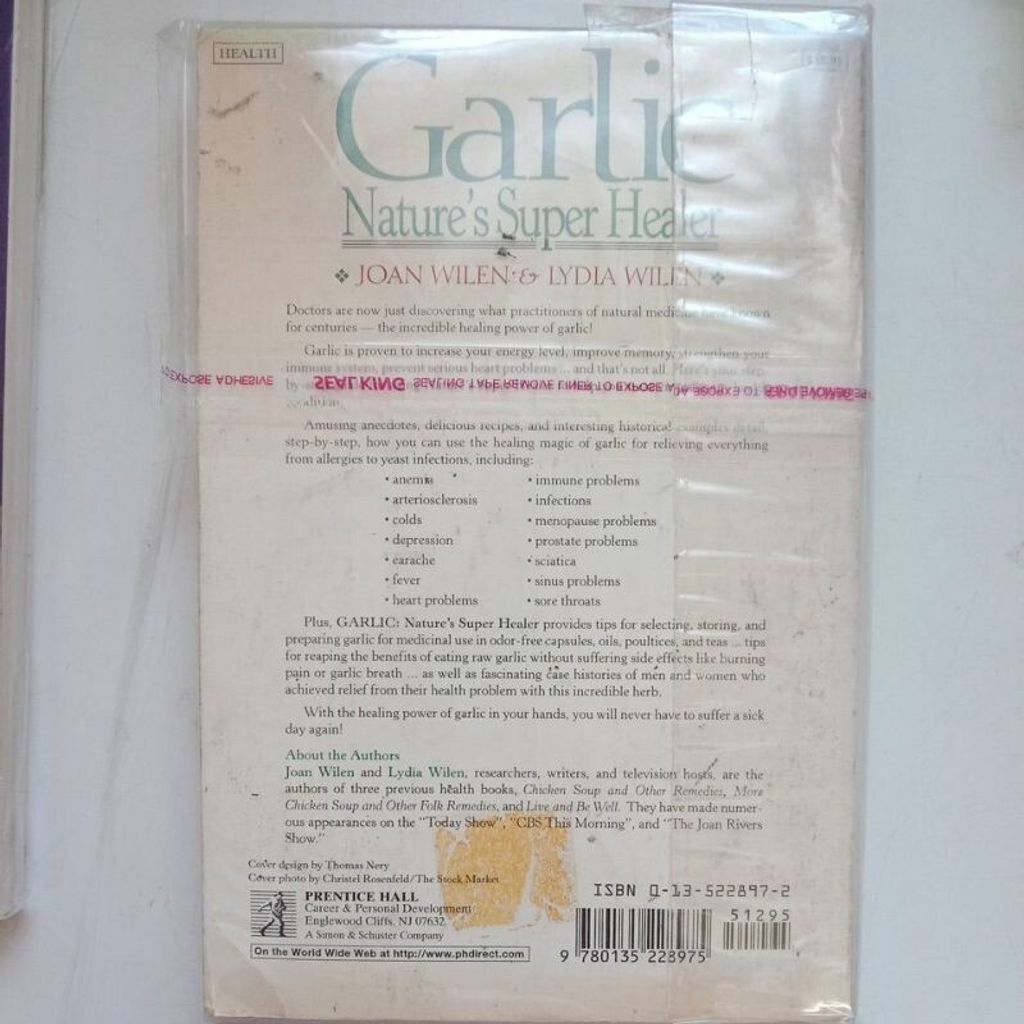 HEALTH
Garlic
Nature's Super Healer
❖ JOAN WILEN & LYDIA WILEN ❖
Doctors are now just discovering what practitioners of natural medicine have known
for centuries — the incredible healing power of garlic!
Garlic is proven to increase your energy level, improve memory, strengthen your
immune system, prevent serious heart problems ... and that's not all. Here's your step
by
EXPOSE ADHESIVE SEAL KING SEALING TAPE REMOVE LINER TO EXPOSE
Amusing anecdotes, delicious recipes, and interesting historical examples detail,
step-by-step, how you can use the healing magic of garlic for relieving everything
from allergies to yeast infections, including:
• anemia • immune problems
• arteriosclerosis • infections
• colds • menopause problems
• depression • prostate problems
• earache • sciatica
• fever • sinus problems
• heart problems • sore throats
Plus, GARLIC: Nature's Super Healer provides tips for selecting, storing, and
preparing garlic for medicinal use in odor-free capsules, oils, poultices, and teas ... tips
for reaping the benefits of eating raw garlic without suffering side effects like burning
pain or garlic breath ... as well as fascinating case histories of men and women who
achieved relief from their health problem with this incredible herb.
With the healing power of garlic in your hands, you will never have to suffer a sick
day again!
About the Authors
Joan Wilen and Lydia Wilen, researchers, writers, and television hosts, are the
authors of three previous health books, Chicken Soup and Other Remedies, More
Chicken Soup and Other Folk Remedies, and Live and Be Well. They have made numer-
ous appearances on the "Today Show", "CBS This Morning", and "The Joan Rivers
Show."
Cover design by Thomas Nery
Cover photo by Christel Rosenfeld/The Stock Market
PRENTICE HALL
Career & Personal Development
Englewood Cliffs, NJ 07632
A Simon & Schuster Company
On the World Wide Web at http://www.phdirect.com
ISBN 0-13-522897-2
51295
9 780135 228975